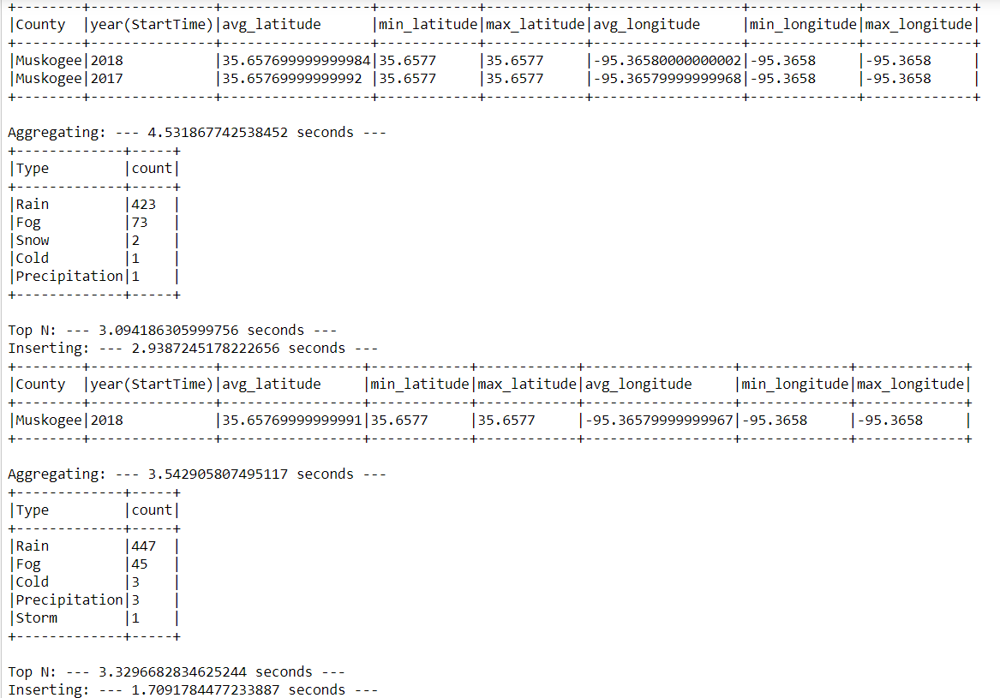 +--------+---------------+------------------+------------+------------+------------------+-------------+-------------+
|County  |year(StartTime)|avg_latitude      |min_latitude|max_latitude|avg_longitude     |min_longitude|max_longitude|
+--------+---------------+------------------+------------+------------+------------------+-------------+-------------+
|Muskogee|2018           |35.657699999999984|35.6577     |35.6577     |-95.36580000000002|-95.3658     |-95.3658     |
|Muskogee|2017           |35.65769999999992 |35.6577     |35.6577     |-95.36579999999968|-95.3658     |-95.3658     |
+--------+---------------+------------------+------------+------------+------------------+-------------+-------------+
Aggregating: --- 4.531867742538452 seconds ---
+-------------+-----+
|Type         |count|
+-------------+-----+
|Rain         |423  |
|Fog          |73   |
|Snow         |2    |
|Cold         |1    |
|Precipitation|1    |
+-------------+-----+
Top N: --- 3.094186305999756 seconds ---
Inserting: --- 2.9387245178222656 seconds ---
+--------+---------------+-----------------+------------+------------+------------------+-------------+-------------+
|County  |year(StartTime)|avg_latitude     |min_latitude|max_latitude|avg_longitude     |min_longitude|max_longitude|
+--------+---------------+-----------------+------------+------------+------------------+-------------+-------------+
|Muskogee|2018           |35.65769999999991|35.6577     |35.6577     |-95.36579999999967|-95.3658     |-95.3658     |
+--------+---------------+-----------------+------------+------------+------------------+-------------+-------------+
Aggregating: --- 3.542905807495117 seconds ---
+-------------+-----+
|Type         |count|
+-------------+-----+
|Rain         |447  |
|Fog          |45   |
|Cold         |3    |
|Precipitation|3    |
|Storm        |1    |
+-------------+-----+
Top N: --- 3.3296682834625244 seconds ---
Inserting: --- 1.7091784477233887 seconds ---